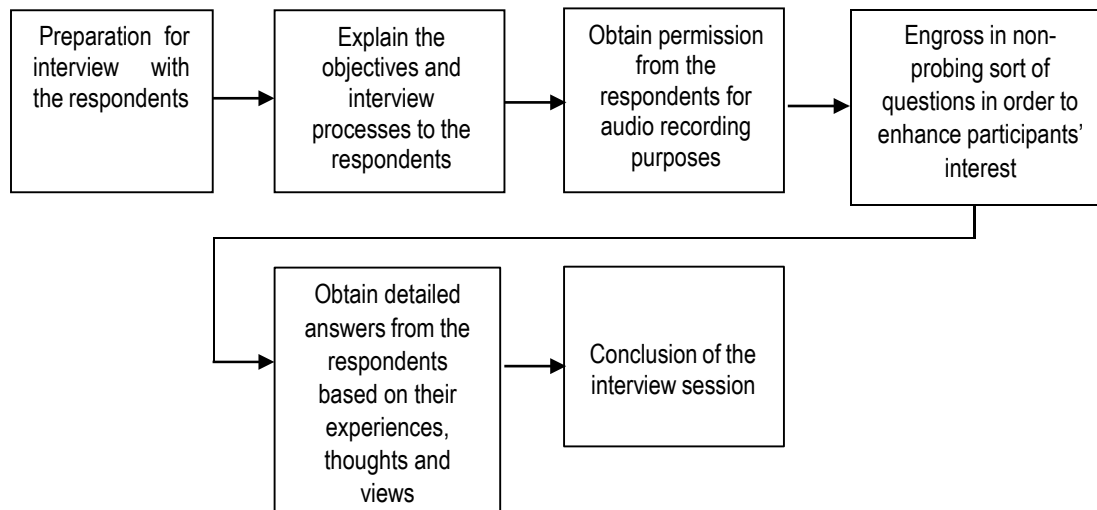 Preparation for
interview with
the respondents
Explain the
objectives and
interview
processes to the
respondents
Obtain permission
from the
respondents for
audio recording
purposes
Engross in non-
probing sort of
questions in order to
enhance participants’
interest
Obtain detailed
answers from the
respondents
based on their
experiences,
thoughts and
views
Conclusion of the
interview session